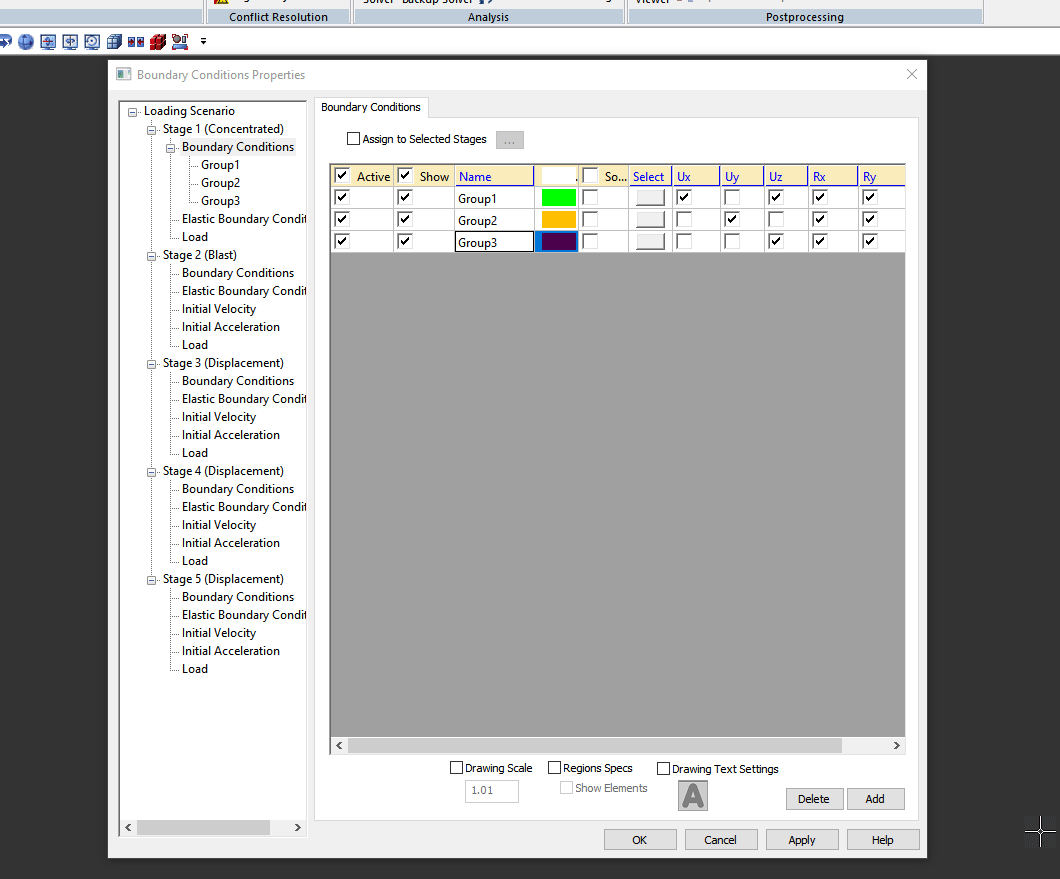 Conflict Resolution
Analysis
Postprocessing
Boundary Conditions Properties
Loading Scenario
Stage 1 (Concentrated)
Boundary Conditions
Group1
Group2
Group3
Elastic Boundary Condit
Load
Stage 2 (Blast)
Boundary Conditions
Elastic Boundary Condit
Initial Velocity
Initial Acceleration
Load
Stage 3 (Displacement)
Boundary Conditions
Elastic Boundary Condit
Initial Velocity
Initial Acceleration
Load
Stage 4 (Displacement)
Boundary Conditions
Elastic Boundary Condit
Initial Velocity
Initial Acceleration
Load
Stage 5 (Displacement)
Boundary Conditions
Elastic Boundary Condit
Initial Velocity
Initial Acceleration
Load
Boundary Conditions
Assign to Selected Stages ...
Active Show Name . So... Select Ux Uy Uz Rx Ry
Group1
Group2
Group3
Drawing Scale Regions Specs Drawing Text Settings
1.01 Show Elements A
Delete Add
OK Cancel Apply Help